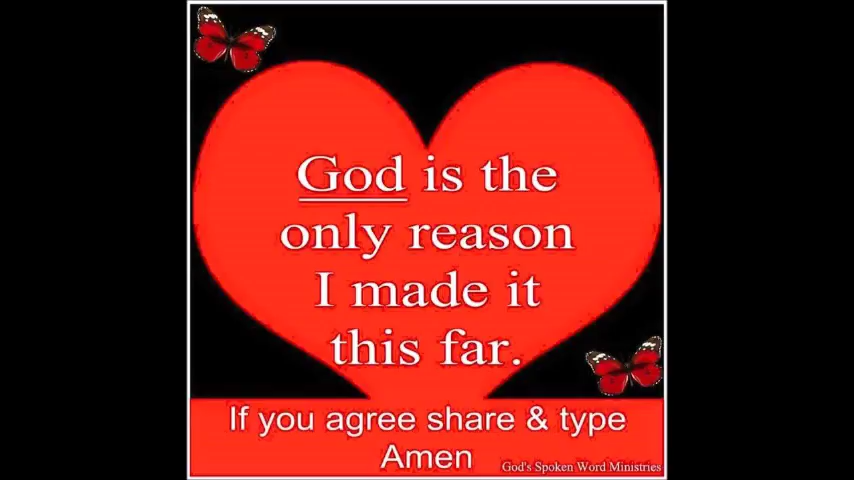 God is the
only reason
I made it
this far.
If you agree share & type
Amen
God's Spoken Word Ministries